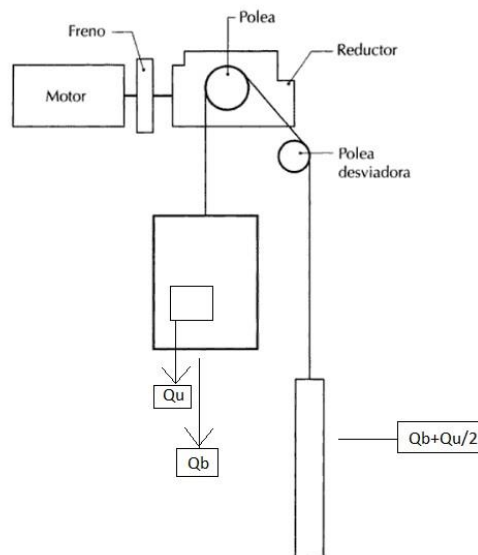 Polea
Freno
Reductor
Motor
Polea
desviadora
Qu
Qb
Qb+Qu/2